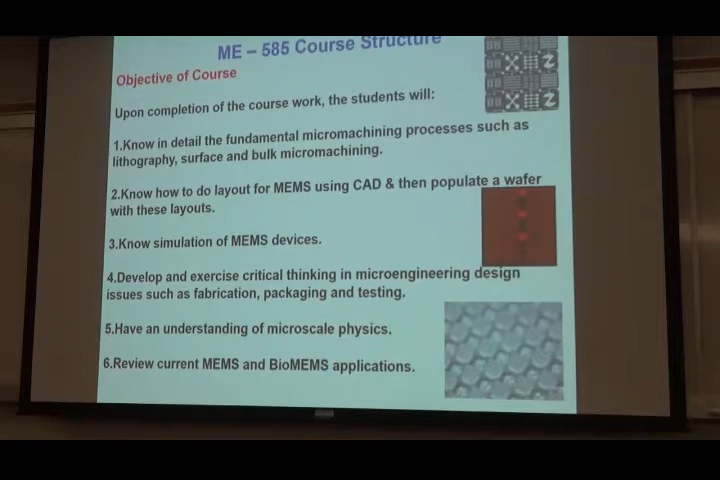 ME – 585 Course Structure
Objective of Course
Upon completion of the course work, the students will:
1.Know in detail the fundamental micromachining processes such as
lithography, surface and bulk micromachining.
2.Know how to do layout for MEMS using CAD & then populate a wafer
with these layouts.
3.Know simulation of MEMS devices.
4.Develop and exercise critical thinking in microengineering design
issues such as fabrication, packaging and testing.
5.Have an understanding of microscale physics.
6.Review current MEMS and BioMEMS applications.